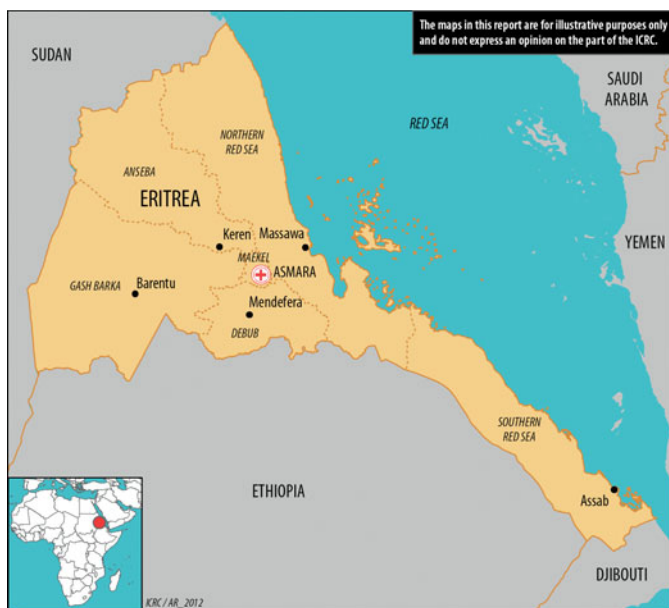 The maps in this report are for illustrative purposes only
and do not express an opinion on the part of the ICRC.
SUDAN
SAUDI
ARABIA
RED SEA
NORTHERN
RED SEA
ANSEBA
ERITREA
Keren
Massawa
YEMEN
MAEKEL
ASMARA
GASH BARKA
Barentu
Mendefera
DEBUB
SOUTHERN
RED SEA
ETHIOPIA
Assab
DJIBOUTI
ICRC / AR_2012